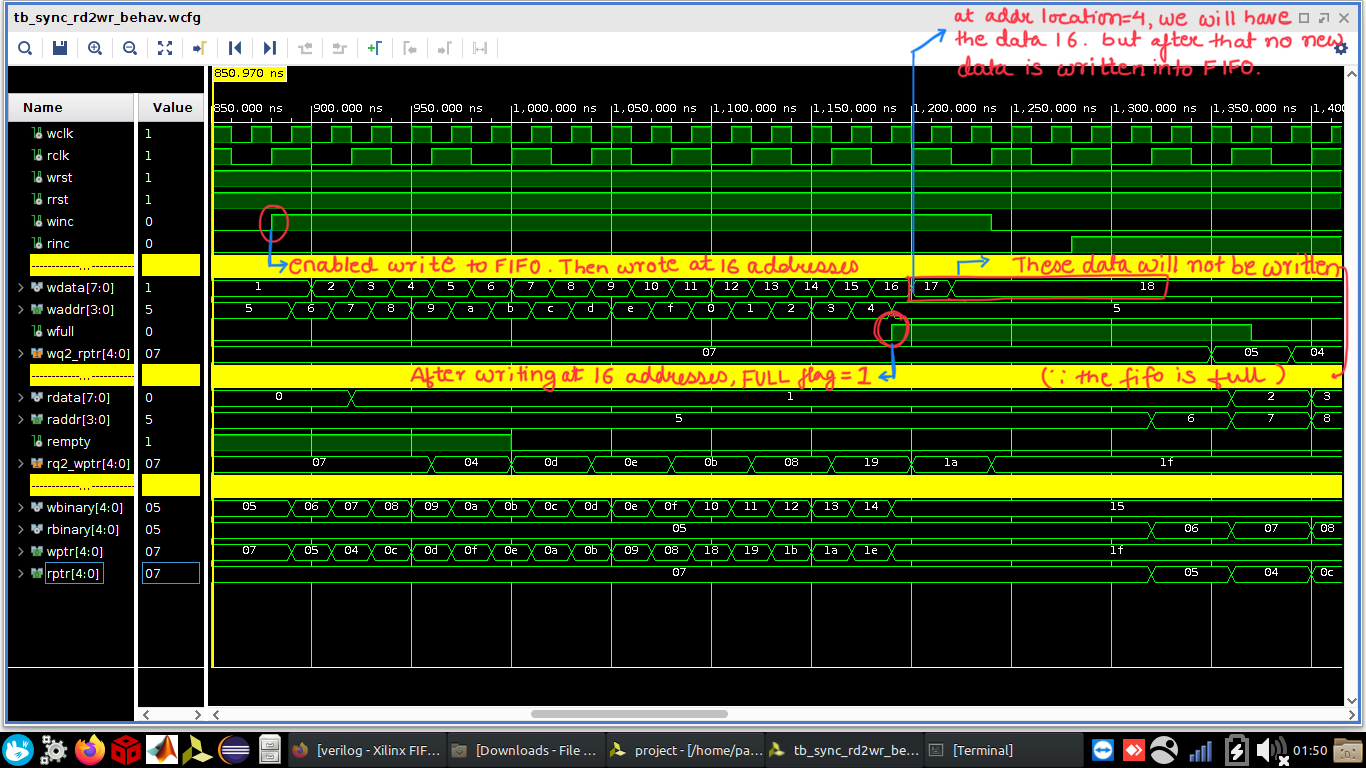 tb_sync_rd2wr_behav.wcfg
at addr location=4, we will have
the data 16. but after that no new
data is written into FIFO.
850.970 ns
Name Value
850.000 ns 900.000 ns 950.000 ns 1,000.000 ns 1,050.000 ns 1,100.000 ns 1,150.000 ns 1,200.000 ns 1,250.000 ns 1,300.000 ns 1,350.000 ns 1,400
wclk 1
rclk 1
wrst 1
rrst 1
winc 0
rinc 0
------------...-----------
enabled write to FIFO. Then wrote at 16 addresses
These data will not be written
wdata[7:0] 1 1 2 3 4 5 6 7 8 9 10 11 12 13 14 15 16 17 18
waddr[3:0] 5 5 6 7 8 9 a b c d e f 0 1 2 3 4 5
wfull 0
wq2_rptr[4:0] 07 07 05 04
------------...-----------
After writing at 16 addresses, FULL flag = 1
(∵ the fifo is full)
rdata[7:0] 0 0 1 2 3
raddr[3:0] 5 5 6 7 8
rempty 1
rq2_wptr[4:0] 07 07 04 0d 0e 0b 08 19 1a 1f
------------...-----------
wbinary[4:0] 05 05 06 07 08 09 0a 0b 0c 0d 0e 0f 10 11 12 13 14 15
rbinary[4:0] 05 05 06 07 08
wptr[4:0] 07 07 05 04 0c 0d 0f 0e 0a 0b 09 08 18 19 1b 1a 1e 1f
rptr[4:0] 07 07 05 04 0c
[verilog - Xilinx FIF... [Downloads - File ... project - [/home/pa... tb_sync_rd2wr_be... [Terminal] 01:50